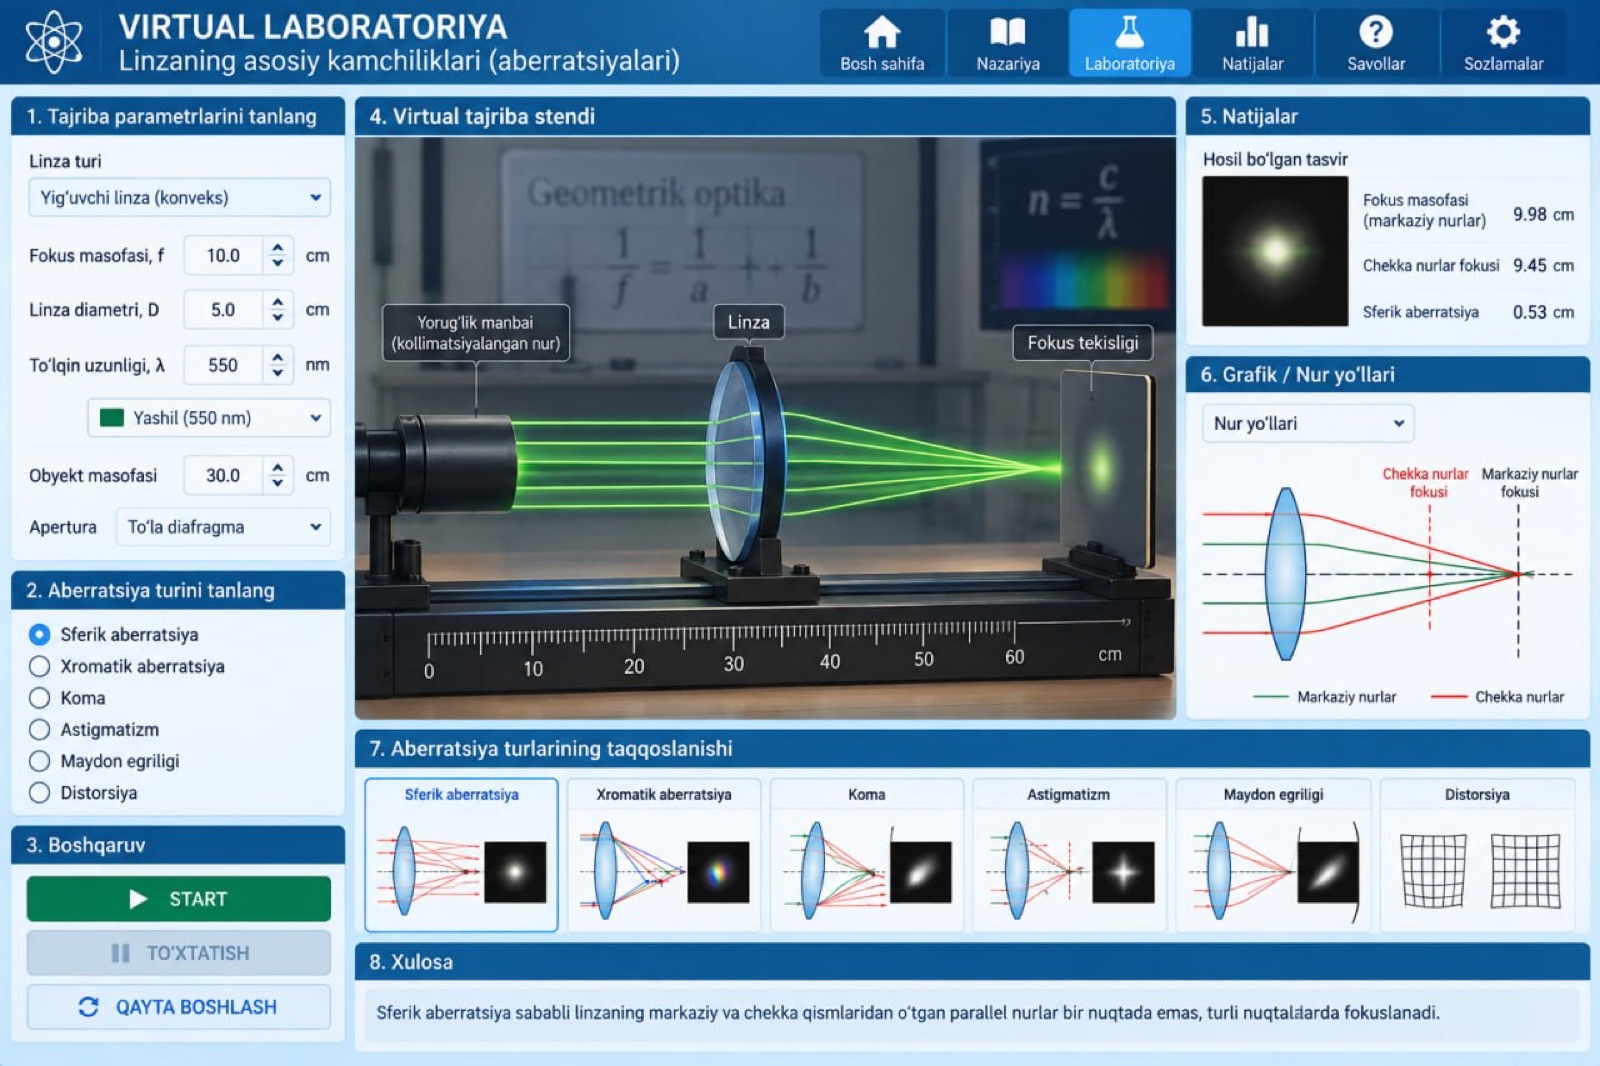 VIRTUAL LABORATORIYA
Linzaning asosiy kamchiliklari (aberratsiyalari)
Bosh sahifa
Nazariya
Laboratoriya
Natijalar
Savollar
Sozlamalar
1. Tajriba parametrlarini tanlang
Linza turi
Yig‘uvchi linza (konveks)
Fokus masofasi, f
10.0
cm
Linza diametri, D
5.0
cm
To‘lqin uzunligi, λ
550
nm
Yashil (550 nm)
Obyekt masofasi
30.0
cm
Apertura
To‘la diafragma
2. Aberratsiya turini tanlang
Sferik aberratsiya
Xromatik aberratsiya
Koma
Astigmatizm
Maydon egriligi
Distorsiya
3. Boshqaruv
START
TO‘XTATISH
QAYTA BOSHLASH
4. Virtual tajriba stendi
Geometrik optika
1/f = 1/a + 1/b
n = c/λ
Yorug‘lik manbai
(kollimatsiyalangan nur)
Linza
Fokus tekisligi
0 10 20 30 40 50 60 cm
5. Natijalar
Hosil bo‘lgan tasvir
Fokus masofasi
(markaziy nurlar)
9.98 cm
Chekka nurlar fokusi
9.45 cm
Sferik aberratsiya
0.53 cm
6. Grafik / Nur yo‘llari
Nur yo‘llari
Chekka nurlar
fokusi
Markaziy nurlar
fokusi
Markaziy nurlar
Chekka nurlar
7. Aberratsiya turlarining taqqoslanishi
Sferik aberratsiya
Xromatik aberratsiya
Koma
Astigmatizm
Maydon egriligi
Distorsiya
8. Xulosa
Sferik aberratsiya sababli linzaning markaziy va chekka qismlaridan o‘tgan parallel nurlar bir nuqtada emas, turli nuqtalarda fokuslanadi.